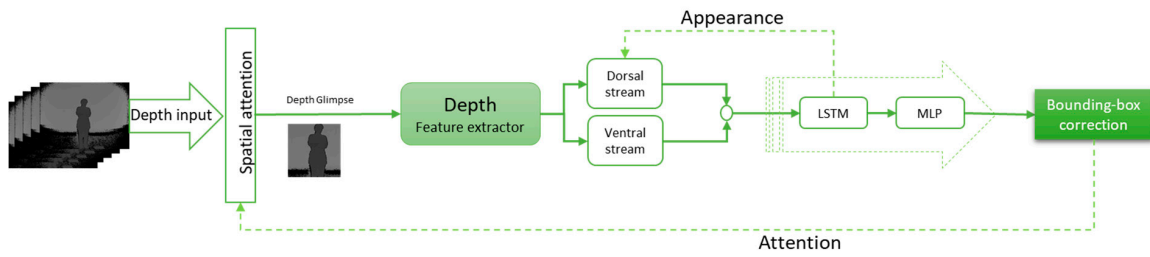 Appearance
Depth input
Spatial attention
Depth Glimpse
Depth
Feature extractor
Dorsal
stream
Ventral
stream
LSTM
MLP
Bounding-box
correction
Attention